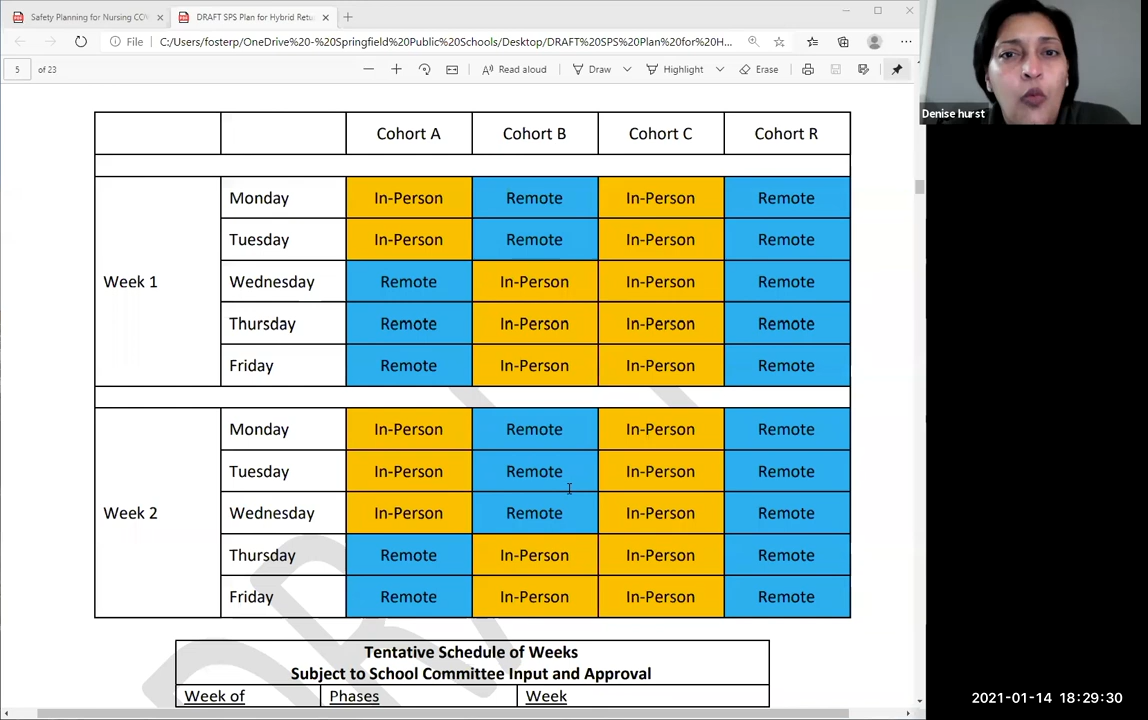 Safety Planning for Nursing CCW
DRAFT SPS Plan for Hybrid Retu
File
C:/Users/fosterp/OneDrive%20-%20Springfield%20Public%20Schools/Desktop/DRAFT%20SPS%20Plan%20for%20H...
5 of 23
Read aloud
Draw
Highlight
Erase
Denise hurst
Cohort A Cohort B Cohort C Cohort R
Week 1
Monday In-Person Remote In-Person Remote
Tuesday In-Person Remote In-Person Remote
Wednesday Remote In-Person In-Person Remote
Thursday Remote In-Person In-Person Remote
Friday Remote In-Person In-Person Remote
Week 2
Monday In-Person Remote In-Person Remote
Tuesday In-Person Remote In-Person Remote
Wednesday In-Person Remote In-Person Remote
Thursday Remote In-Person In-Person Remote
Friday Remote In-Person In-Person Remote
Tentative Schedule of Weeks
Subject to School Committee Input and Approval
Week of Phases Week
2021-01-14 18:29:30